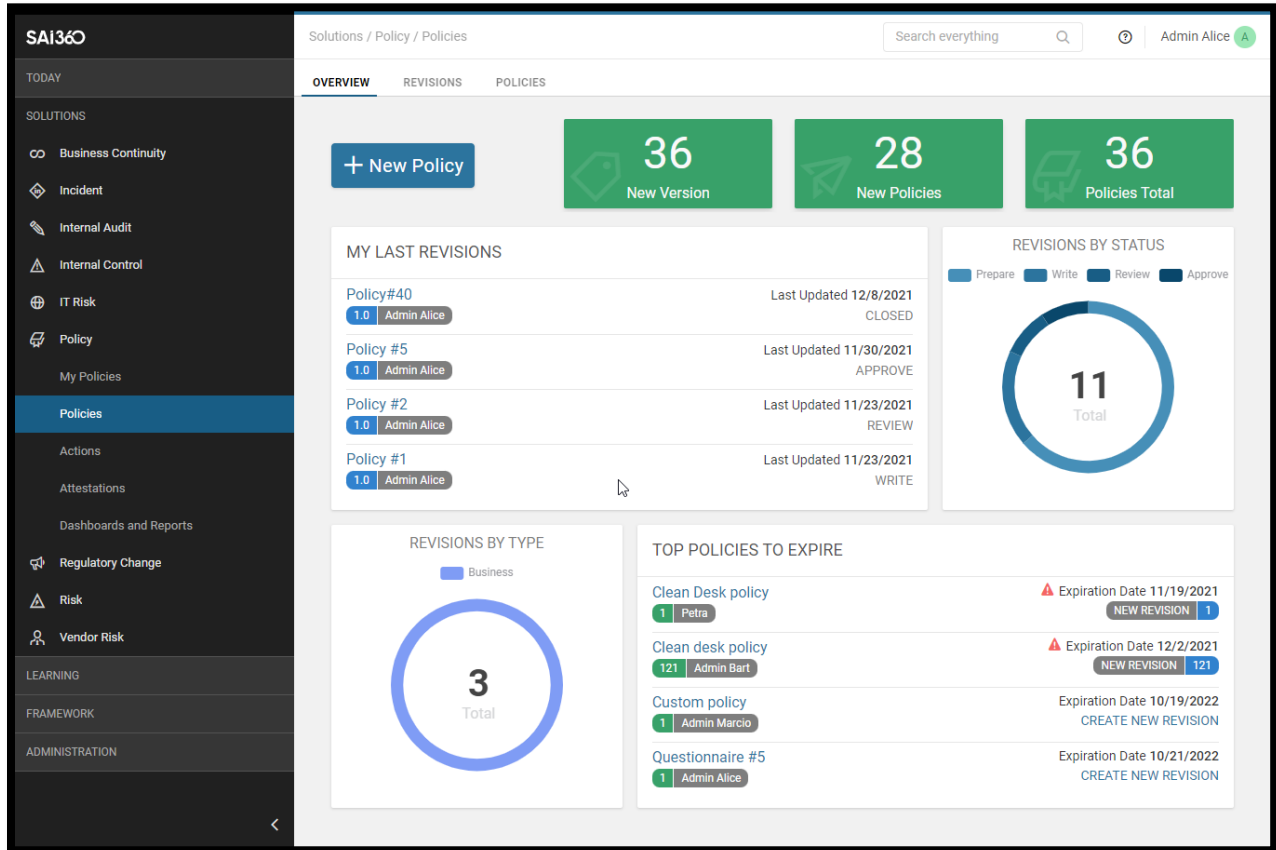 SAI360
Solutions / Policy / Policies
Search everything
Admin Alice A
TODAY
SOLUTIONS
Business Continuity
Incident
Internal Audit
Internal Control
IT Risk
Policy
My Policies
Policies
Actions
Attestations
Dashboards and Reports
Regulatory Change
Risk
Vendor Risk
LEARNING
FRAMEWORK
ADMINISTRATION
OVERVIEW REVISIONS POLICIES
+ New Policy
36
New Version
28
New Policies
36
Policies Total
MY LAST REVISIONS
Policy#40 Last Updated 12/8/2021
1.0 Admin Alice CLOSED
Policy #5 Last Updated 11/30/2021
1.0 Admin Alice APPROVE
Policy #2 Last Updated 11/23/2021
1.0 Admin Alice REVIEW
Policy #1 Last Updated 11/23/2021
1.0 Admin Alice WRITE
REVISIONS BY STATUS
Prepare Write Review Approve
11
Total
REVISIONS BY TYPE
Business
3
Total
TOP POLICIES TO EXPIRE
Clean Desk policy Expiration Date 11/19/2021
1 Petra NEW REVISION 1
Clean desk policy Expiration Date 12/2/2021
121 Admin Bart NEW REVISION 121
Custom policy Expiration Date 10/19/2022
1 Admin Marcio CREATE NEW REVISION
Questionnaire #5 Expiration Date 10/21/2022
1 Admin Alice CREATE NEW REVISION